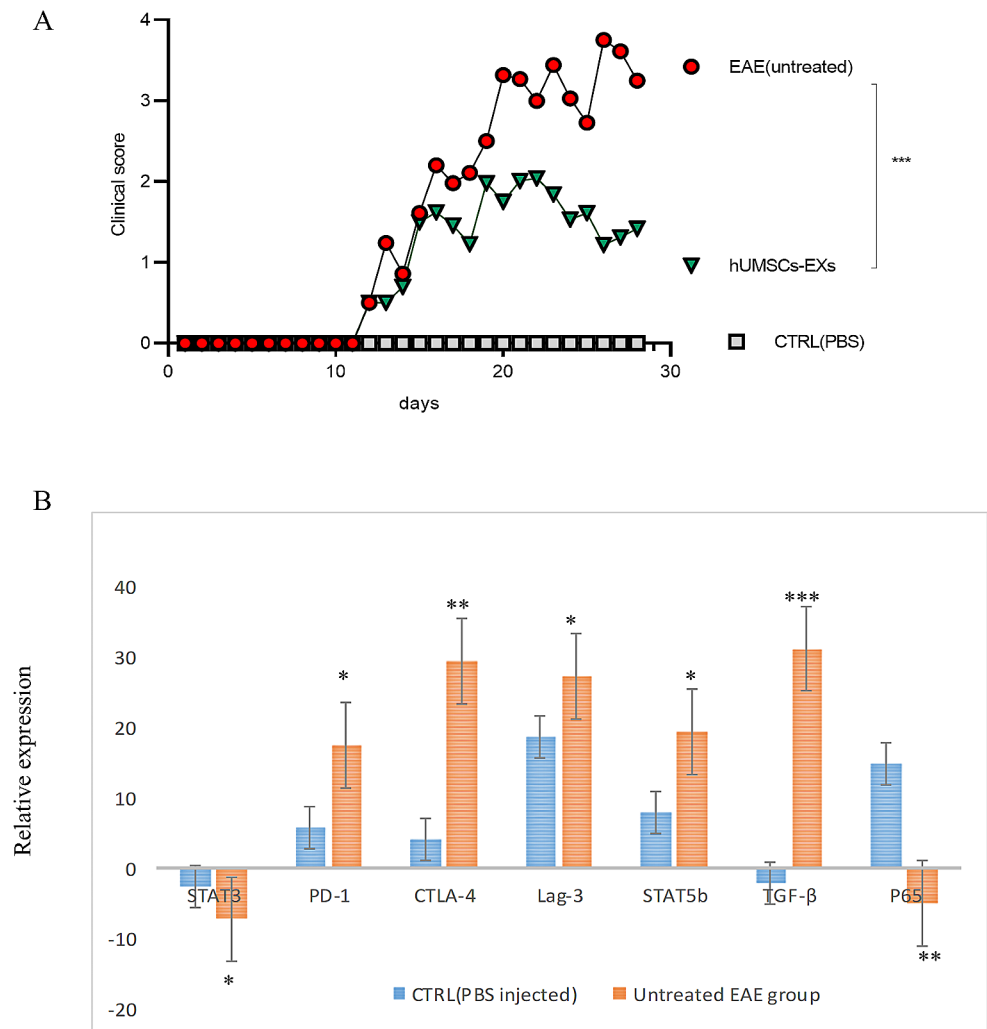 A
4
3
2
1
0
Clinical score
0 10 20 30
days
EAE(untreated)
***
hUMSCs-EXs
CTRL(PBS)
B
Relative expression
40
30
20
10
0
-10
-20
* ** * * ***
STAT3 PD-1 CTLA-4 Lag-3 STAT5b TGF-β P65
* **
CTRL(PBS injected) Untreated EAE group